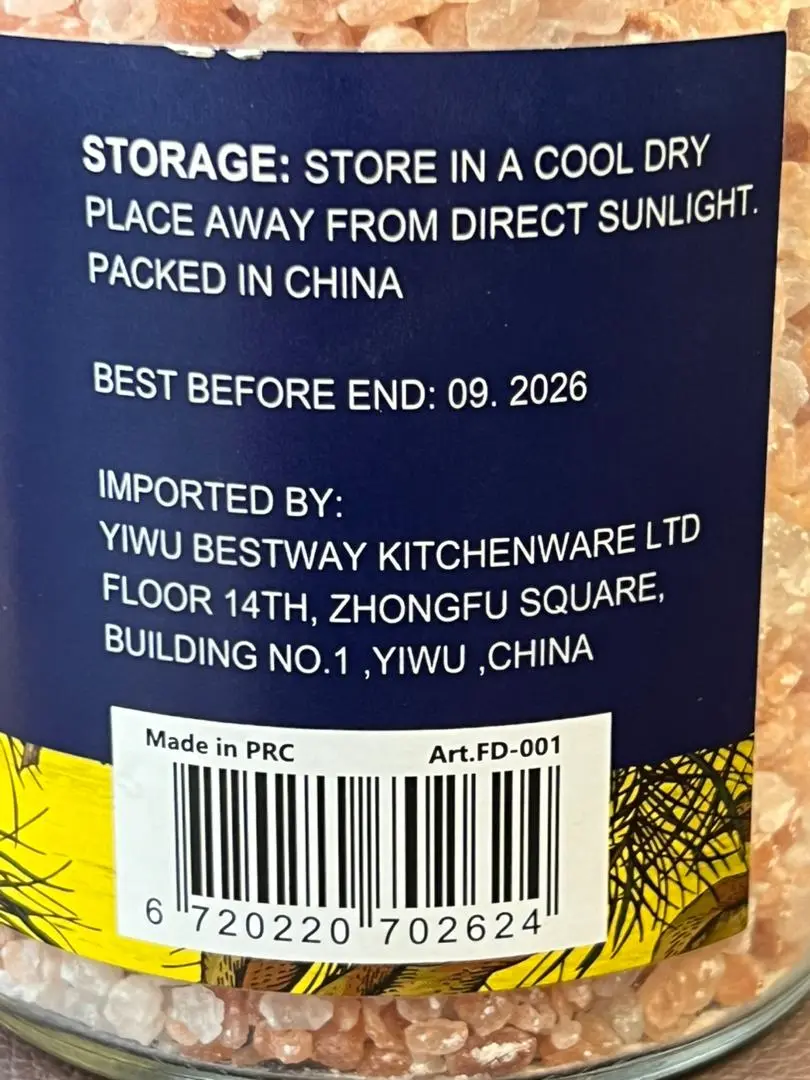 STORAGE: STORE IN A COOL DRY
PLACE AWAY FROM DIRECT SUNLIGHT.
PACKED IN CHINA
BEST BEFORE END: 09. 2026
IMPORTED BY:
YIWU BESTWAY KITCHENWARE LTD
FLOOR 14TH, ZHONGFU SQUARE,
BUILDING NO.1 ,YIWU ,CHINA
Made in PRC Art.FD-001
6 720220 702624